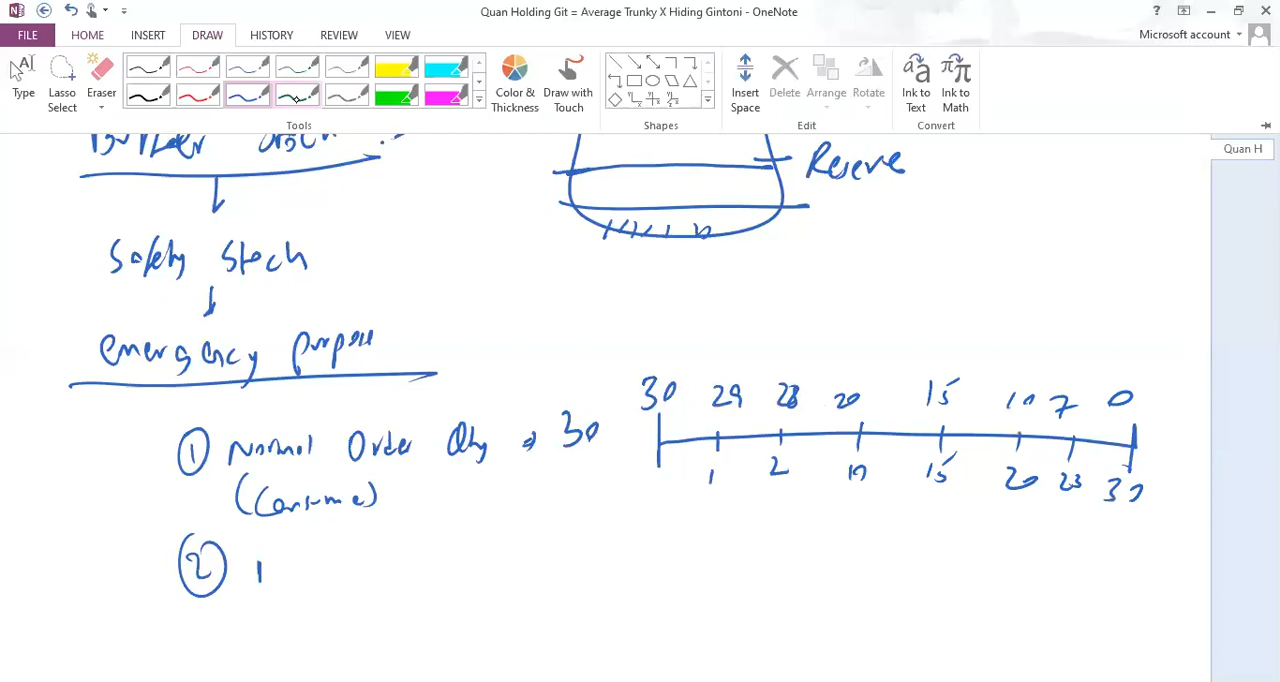 Quan Holding Git = Average Trunky X Hiding Gintoni - OneNote
Microsoft account
FILE HOME INSERT DRAW HISTORY REVIEW VIEW
Type Lasso Select Eraser Color & Thickness Draw with Touch Insert Space Delete Arrange Rotate Ink to Text Ink to Math
Tools Shapes Edit Convert
Quan H
Buffer Stock
Reserve
Safety Stock
emergency purpose
30 29 28 20 15 10 7 0
① Normal Order Qty → 30
1 2 10 15 20 23 30
(Consume)
②